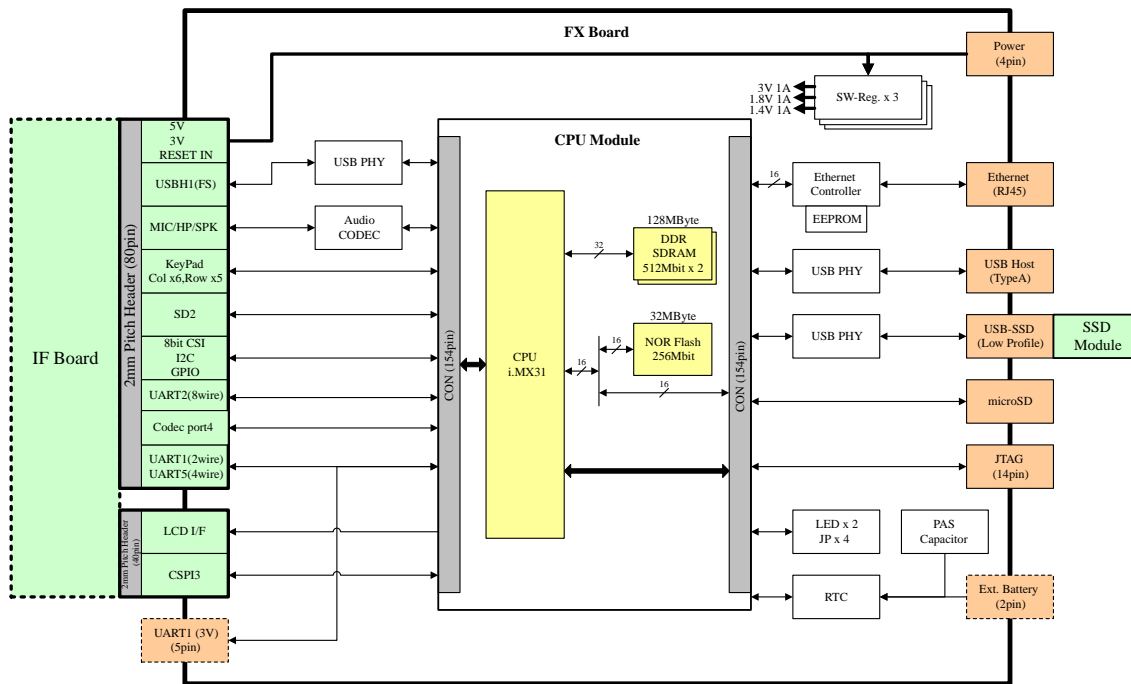 FX Board
Power
(4pin)
3V 1A
1.8V 1A
1.4V 1A
SW-Reg. x 3
IF Board
2mm Pitch Header (80pin)
5V
3V
RESET IN
USBH1(FS)
MIC/HP/SPK
KeyPad
Col x6,Row x5
SD2
8bit CSI
I2C
GPIO
UART2(8wire)
Codec port4
UART1(2wire)
UART5(4wire)
2mm Pitch Header
(40pin)
LCD I/F
CSPI3
UART1 (3V)
(5pin)
USB PHY
Audio
CODEC
CPU Module
CON (154pin)
CPU
i.MX31
32
128MByte
DDR
SDRAM
512Mbit x 2
32MByte
NOR Flash
256Mbit
16
16
16
CON (154pin)
16
Ethernet
Controller
EEPROM
Ethernet
(RJ45)
USB PHY
USB Host
(TypeA)
USB PHY
USB-SSD
(Low Profile)
SSD
Module
microSD
JTAG
(14pin)
LED x 2
JP x 4
PAS
Capacitor
RTC
Ext. Battery
(2pin)